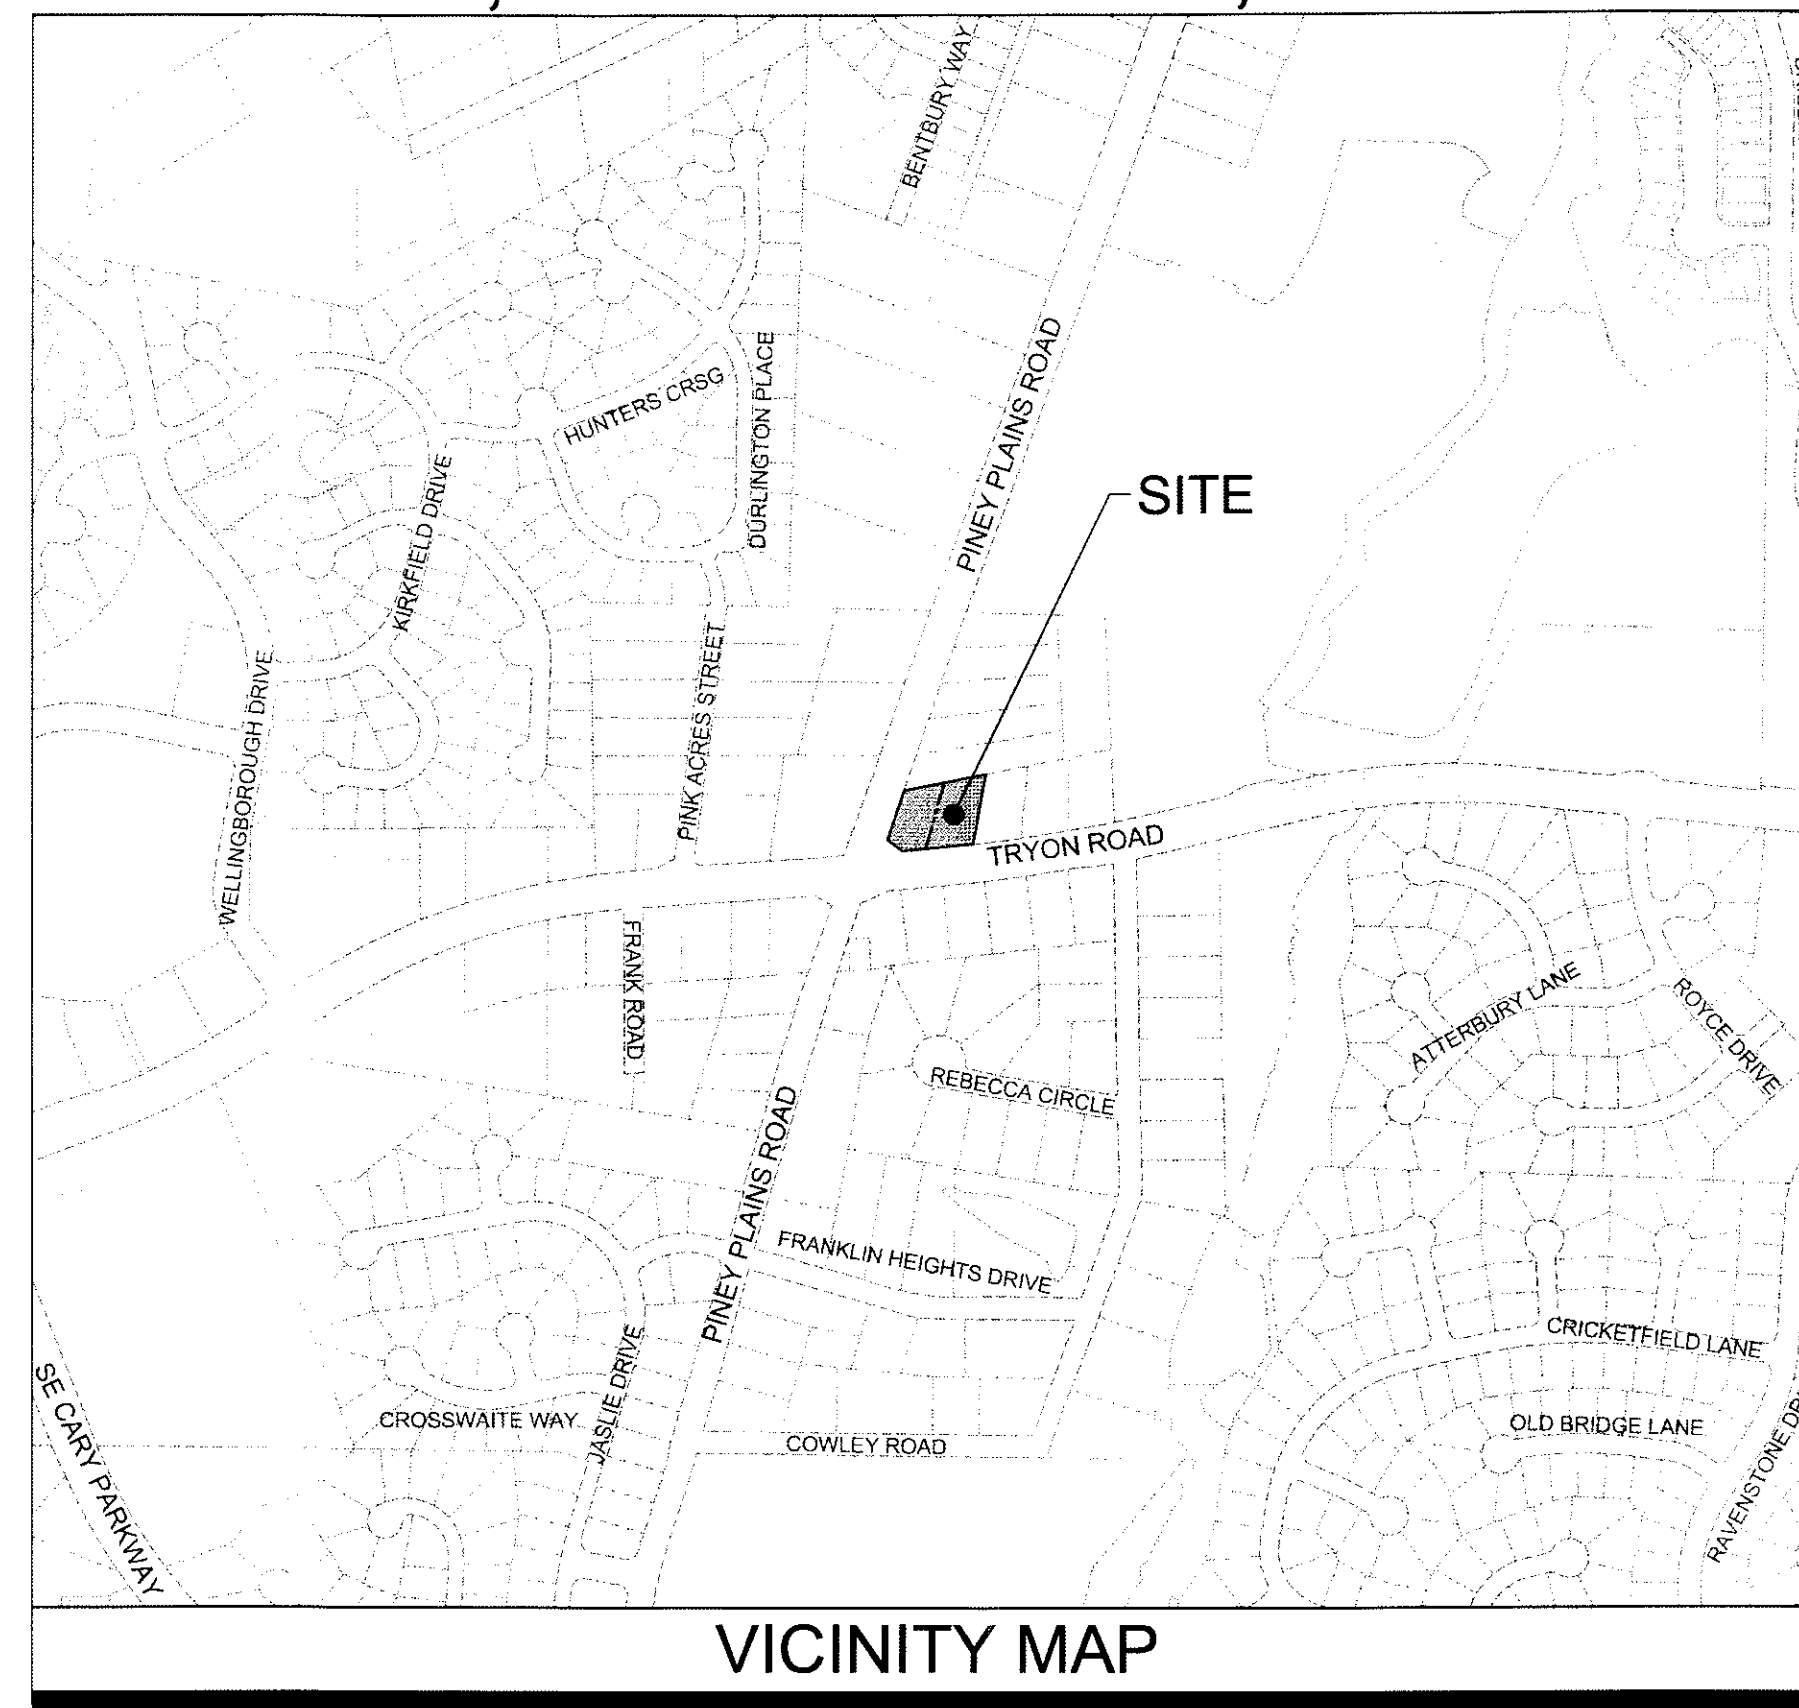 BENTBURY WAY
PINEY PLAINS ROAD
HUNTERS CRSG
DURLINGTON PLACE
SITE
KIRKFIELD DRIVE
PINK ACRES STREET
WELLINGBOROUGH DRIVE
TRYON ROAD
FRANK ROAD
ATTERBURY LANE
ROYCE DRIVE
REBECCA CIRCLE
PINEY PLAINS ROAD
FRANKLIN HEIGHTS DRIVE
CRICKETFIELD LANE
JASLIE DRIVE
SE CARY PARKWAY
CROSSWAITE WAY
OLD BRIDGE LANE
COWLEY ROAD
RAVENSTONE DR
VICINITY MAP